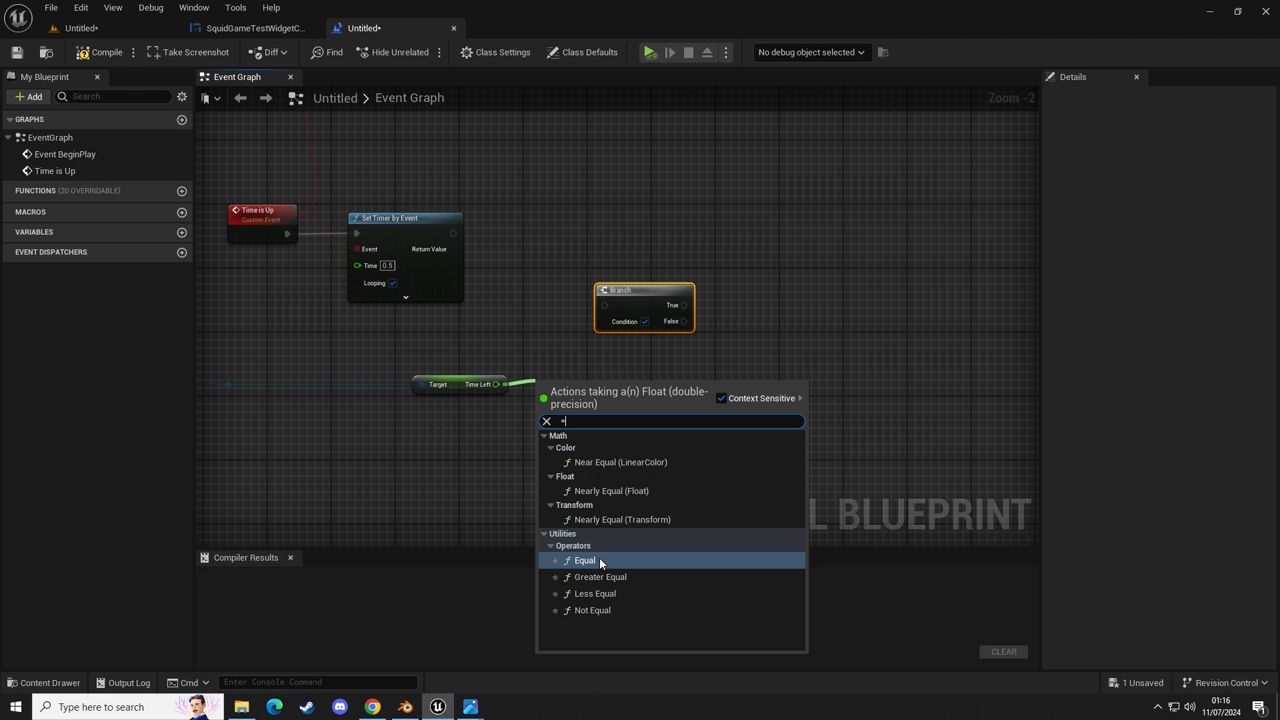 File Edit Asset View Debug Window Tools Help
Untitled*
SquidGameTestWidgetC...
Untitled*
Compile
Take Screenshot
Diff
Find
Hide Unrelated
Class Settings
Class Defaults
No debug object selected
My Blueprint
Event Graph
Details
Add
Search
Untitled > Event Graph
Zoom -2
GRAPHS
EventGraph
Event BeginPlay
Time is Up
FUNCTIONS (20 OVERRIDABLE)
MACROS
VARIABLES
EVENT DISPATCHERS
Time is Up
Custom Event
Set Timer by Event
Event
Return Value
Time 0.5
Looping
Branch
True
Condition
False
Target
Time Left
Actions taking a(n) Float (double-
precision)
Context Sensitive
=
Math
Color
Near Equal (LinearColor)
Float
Nearly Equal (Float)
Transform
Nearly Equal (Transform)
Utilities
Operators
f Equal
f Greater Equal
f Less Equal
f Not Equal
L BLUEPRINT
Compiler Results
CLEAR
Content Drawer
Output Log
Cmd
Enter Console Command
1 Unsaved
Revision Control
Type here to search
01:16
11/07/2024